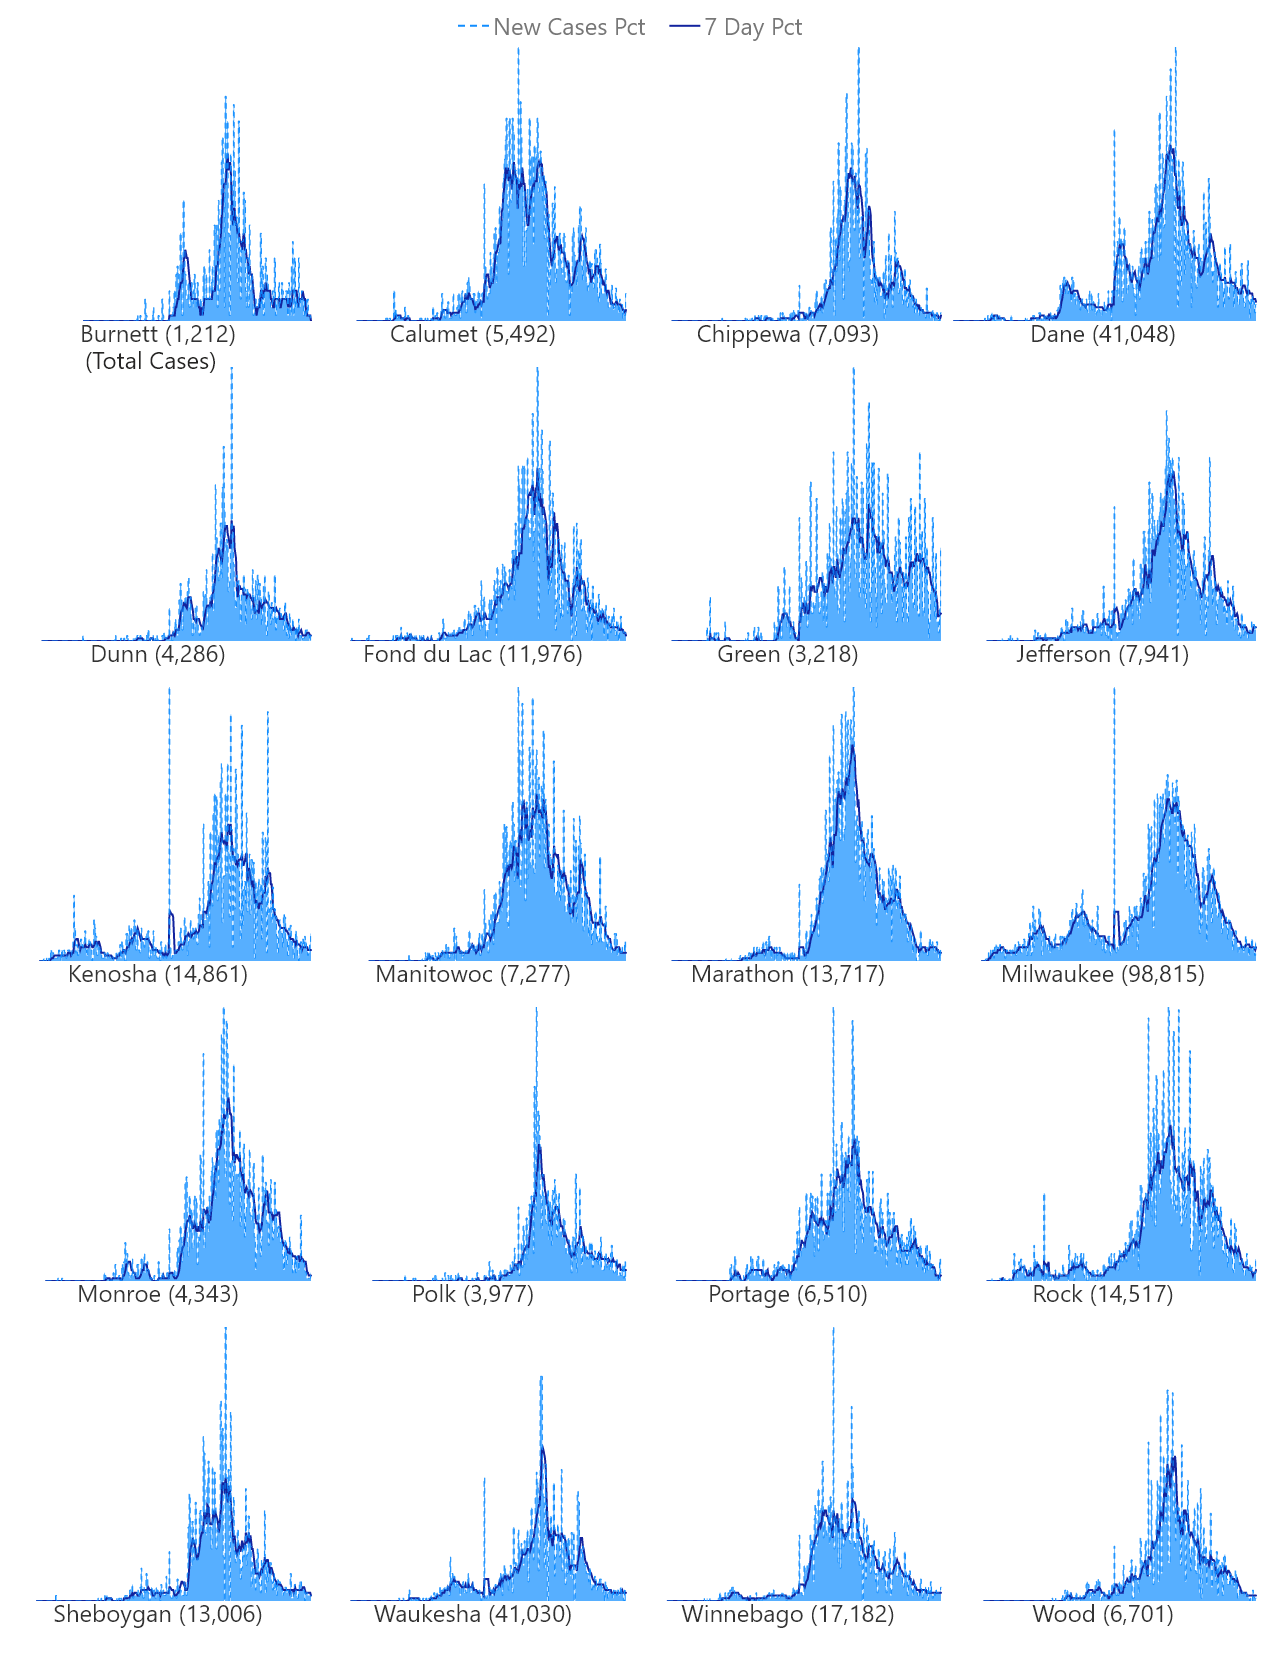 New Cases Pct 7 Day Pct
Burnett (1,212) Calumet (5,492) Chippewa (7,093) Dane (41,048)
(Total Cases)
Dunn (4,286) Fond du Lac (11,976) Green (3,218) Jefferson (7,941)
Kenosha (14,861) Manitowoc (7,277) Marathon (13,717) Milwaukee (98,815)
Monroe (4,343) Polk (3,977) Portage (6,510) Rock (14,517)
Sheboygan (13,006) Waukesha (41,030) Winnebago (17,182) Wood (6,701)